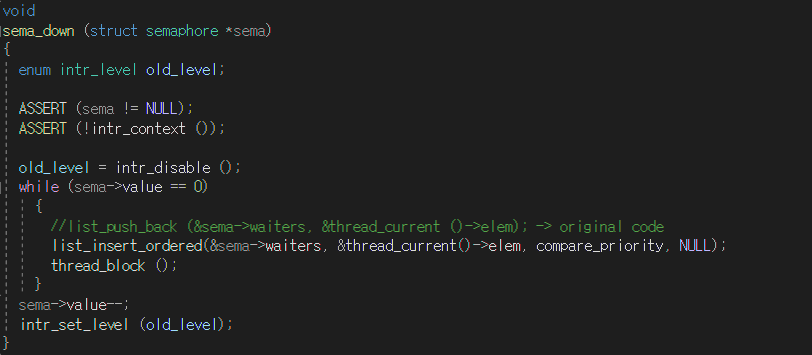 void
sema_down (struct semaphore *sema)
{
enum intr_level old_level;
ASSERT (sema != NULL);
ASSERT (!intr_context ());
old_level = intr_disable ();
while (sema->value == 0)
{
//list_push_back (&sema->waiters, &thread_current ()->elem); -> original code
list_insert_ordered(&sema->waiters, &thread_current()->elem, compare_priority, NULL);
thread_block ();
}
sema->value--;
intr_set_level (old_level);
}